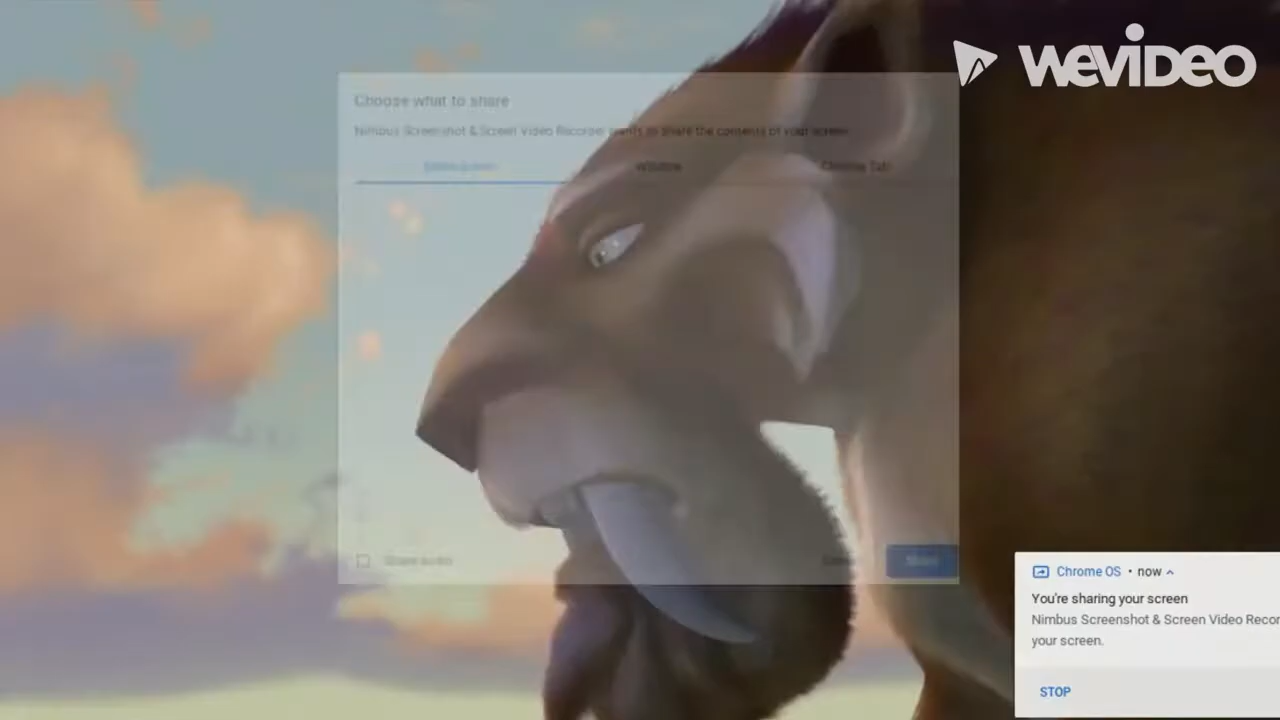 WEVIDEO
Choose what to share
Nimbus Screenshot & Screen Video Recorder wants to share the contents of your screen.
Window
Chrome Tab
Share audio
Share
Chrome OS • now
You're sharing your screen
Nimbus Screenshot & Screen Video Recor
your screen.
STOP